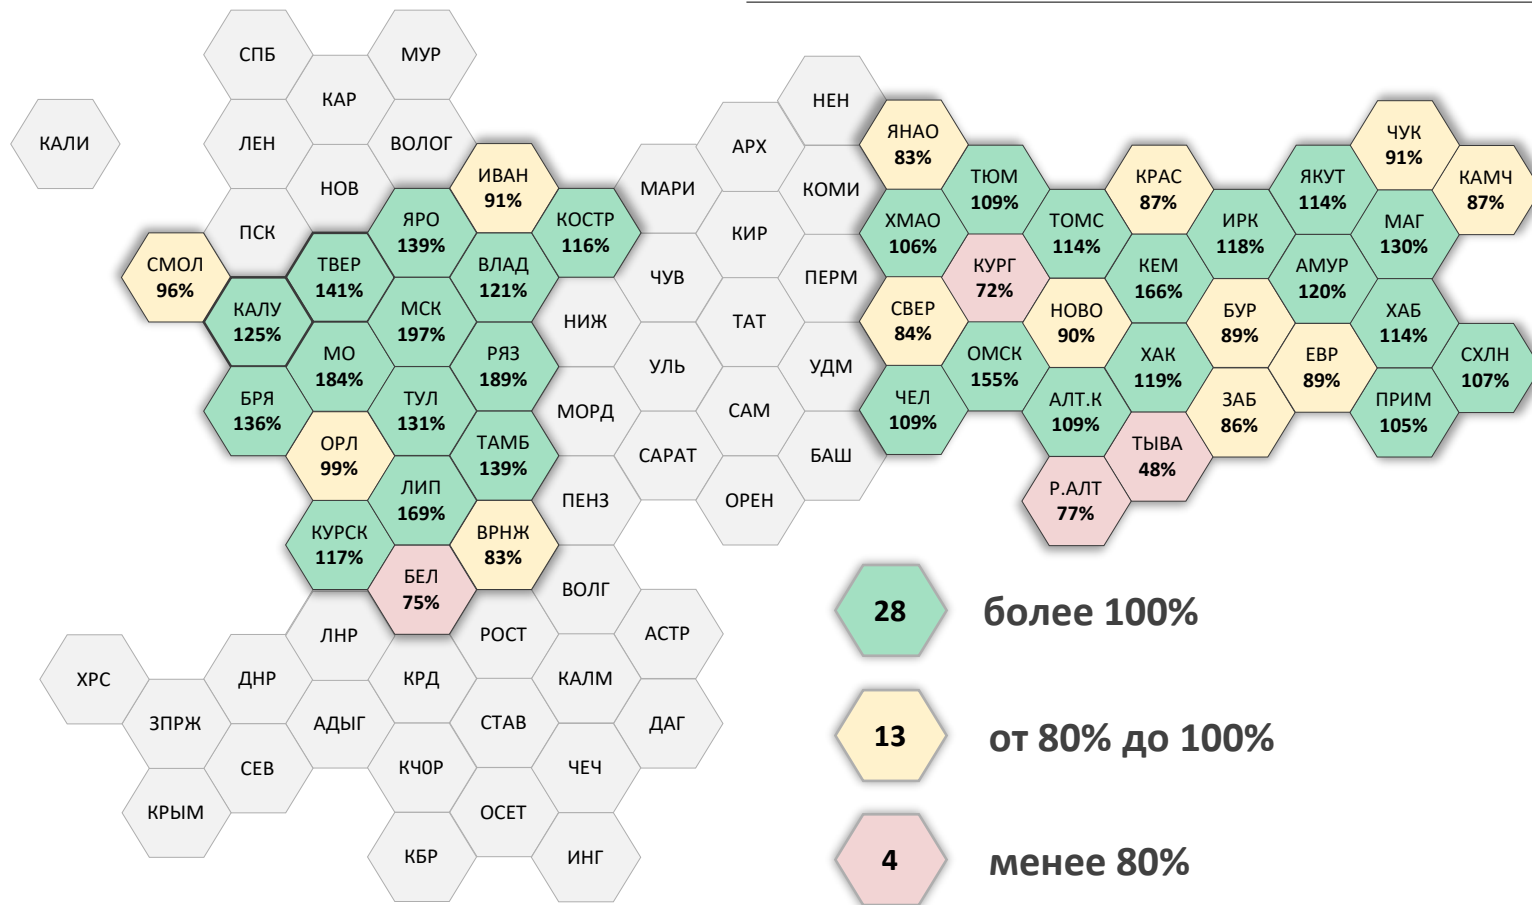 СПБ
МУР
КАР
НЕН
КАЛИ
ЛЕН
ВОЛОГ
АРХ
ЯНАО
83%
ЧУК
91%
НОВ
ИВАН
91%
МАРИ
КОМИ
ТЮМ
109%
КРАС
87%
ЯКУТ
114%
КАМЧ
87%
ПСК
ЯРО
139%
КОСТР
116%
КИР
ХМАО
106%
ТОМС
114%
ИРК
118%
МАГ
130%
СМОЛ
96%
ТВЕР
141%
ВЛАД
121%
ЧУВ
ПЕРМ
КУРГ
72%
КЕМ
166%
АМУР
120%
КАЛУ
125%
МСК
197%
НИЖ
ТАТ
СВЕР
84%
НОВО
90%
БУР
89%
ХАБ
114%
МО
184%
РЯЗ
189%
УЛЬ
УДМ
ОМСК
155%
ХАК
119%
ЕВР
89%
СХЛН
107%
БРЯ
136%
ТУЛ
131%
МОРД
САМ
ЧЕЛ
109%
АЛТ.К
109%
ЗАБ
86%
ПРИМ
105%
ОРЛ
99%
ТАМБ
139%
САРАТ
БАШ
ТЫВА
48%
ЛИП
169%
ПЕНЗ
ОРЕН
Р.АЛТ
77%
КУРСК
117%
ВРНЖ
83%
БЕЛ
75%
ВОЛГ
28
более 100%
ЛНР
РОСТ
АСТР
ХРС
ДНР
КРД
КАЛМ
ЗПРЖ
АДЫГ
СТАВ
ДАГ
13
от 80% до 100%
СЕВ
КЧ0Р
ЧЕЧ
КРЫМ
ОСЕТ
КБР
ИНГ
4
менее 80%